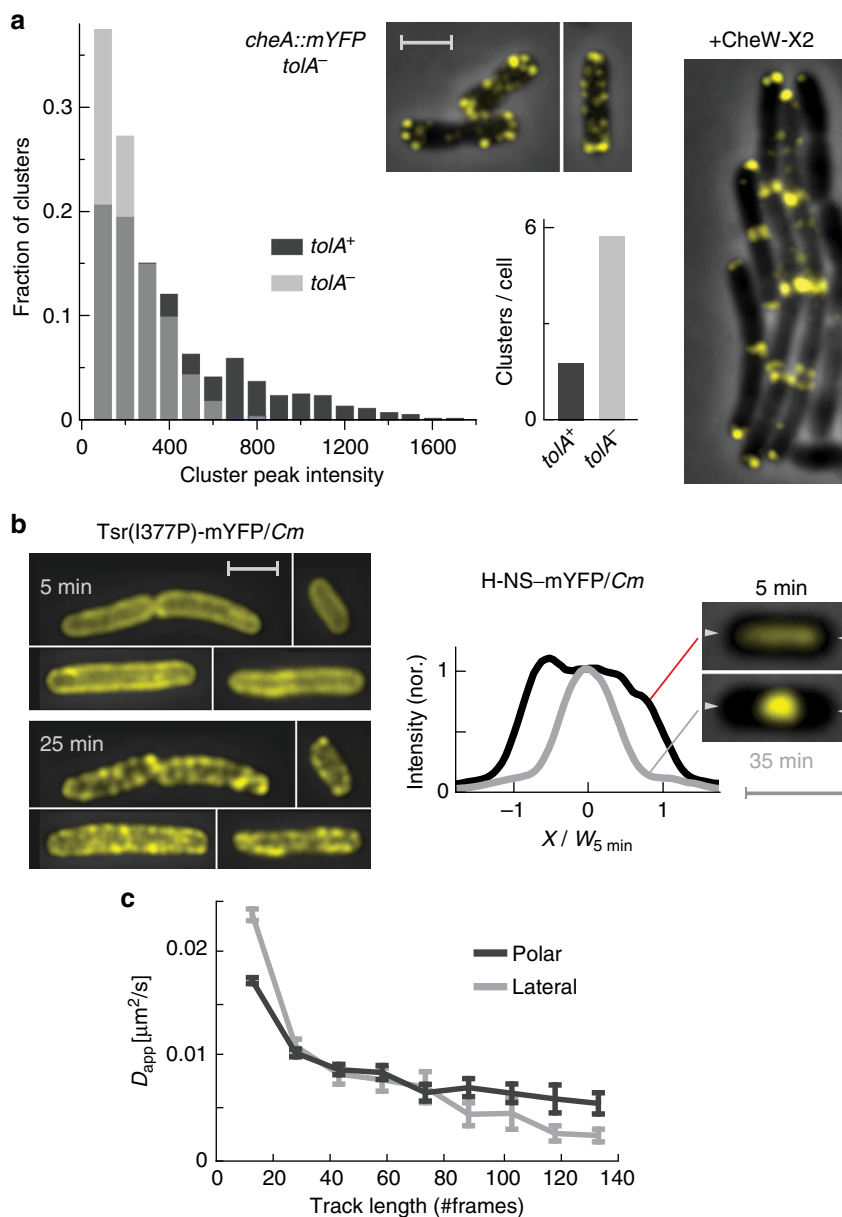 a
cheA::mYFP
tolA⁻
+CheW-X2
Fraction of clusters
0.3
0.2
0.1
0
tolA⁺
tolA⁻
0
400
800
1200
1600
Cluster peak intensity
Clusters / cell
6
3
0
tolA⁺
tolA⁻
b
Tsr(I377P)-mYFP/Cm
5 min
25 min
H-NS–mYFP/Cm
5 min
35 min
Intensity (nor.)
1
0
–1
0
1
X / W5 min
c
Dapp [μm²/s]
0.02
0.01
0
Polar
Lateral
0
20
40
60
80
100
120
140
Track length (#frames)